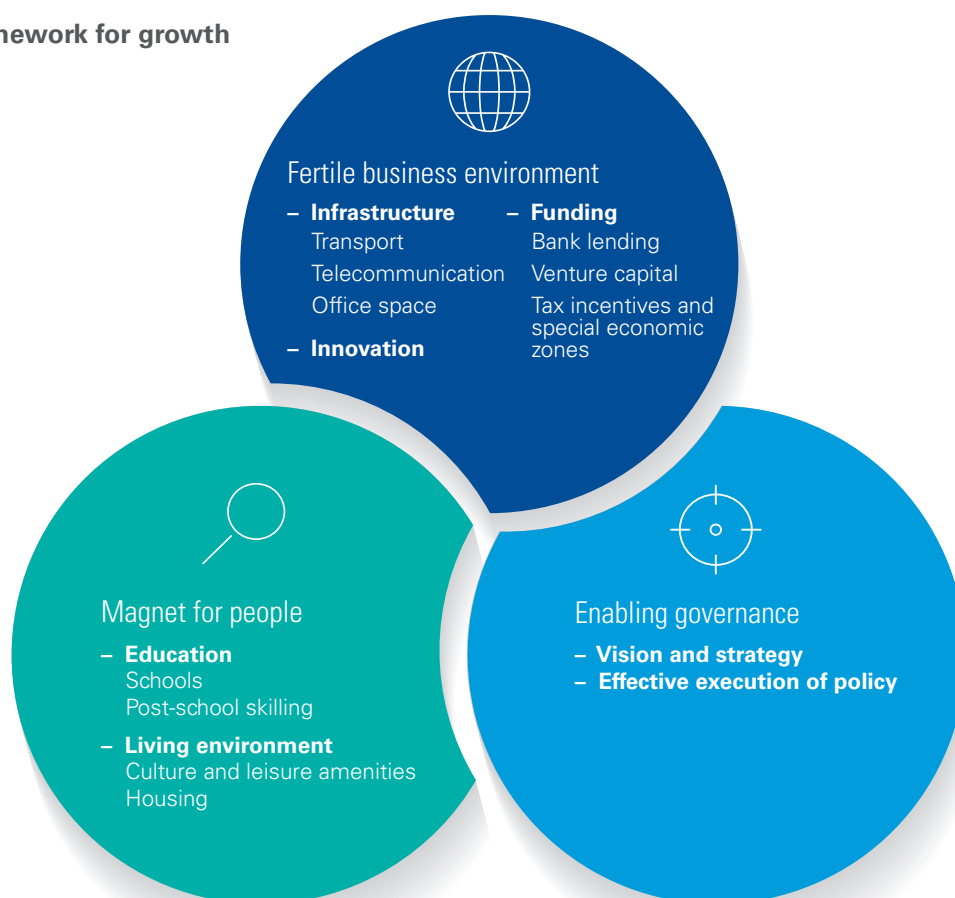 for growth
Fertile business environment
– Infrastructure
Transport
Telecommunication
Office space
– Innovation
– Funding
Bank lending
Venture capital
Tax incentives and
special economic
zones
Magnet for people
– Education
Schools
Post-school skilling
– Living environment
Culture and leisure amenities
Housing
Enabling governance
– Vision and strategy
– Effective execution of policy